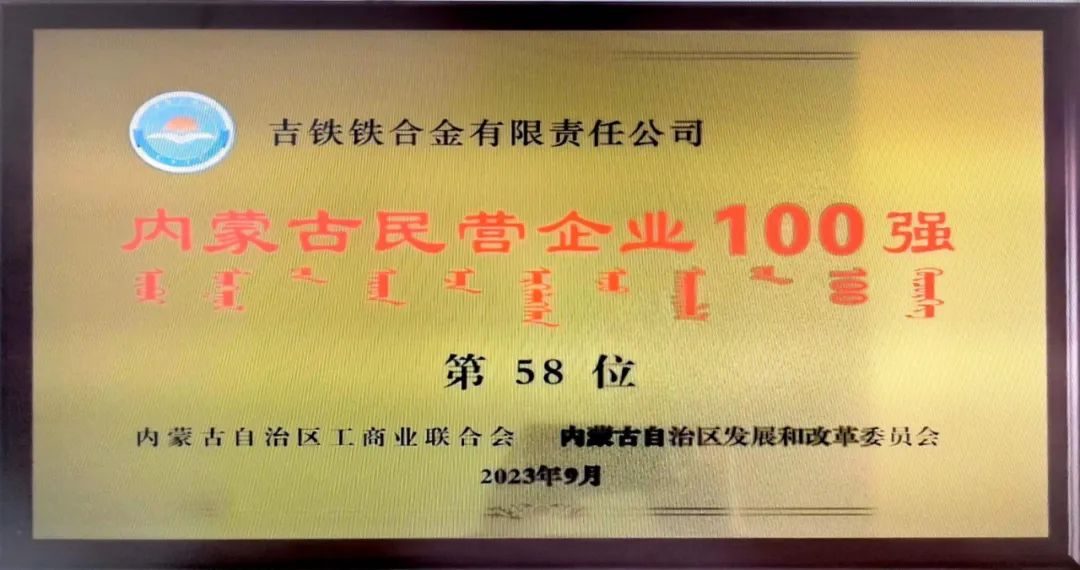 吉铁铁合金有限责任公司
内蒙古民营企业100强
100
第 58 位
内蒙古自治区工商业联合会 内蒙古自治区发展和改革委员会
2023年9月